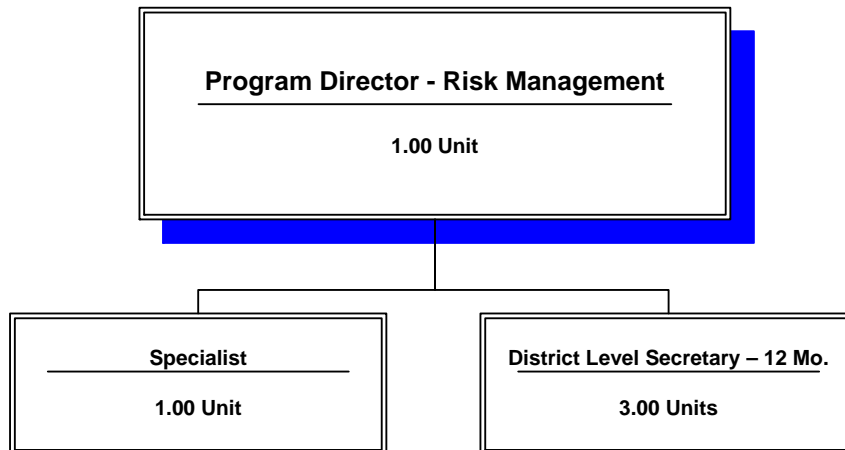 Program Director - Risk Management
1.00 Unit
Specialist
1.00 Unit
District Level Secretary – 12 Mo.
3.00 Units